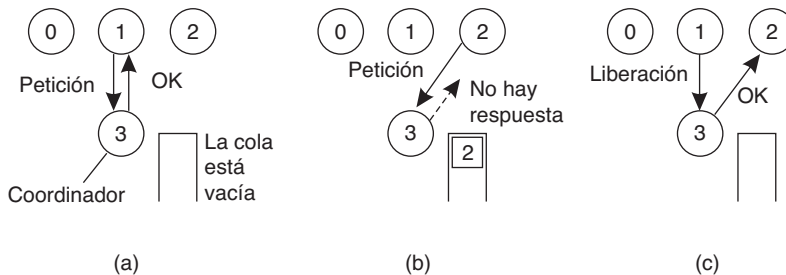 0 1 2
Petición
OK
3
Coordinador
La cola
está
vacía
(a)
0 1 2
Petición
No hay
respuesta
3
2
(b)
0 1 2
Liberación
OK
3
(c)